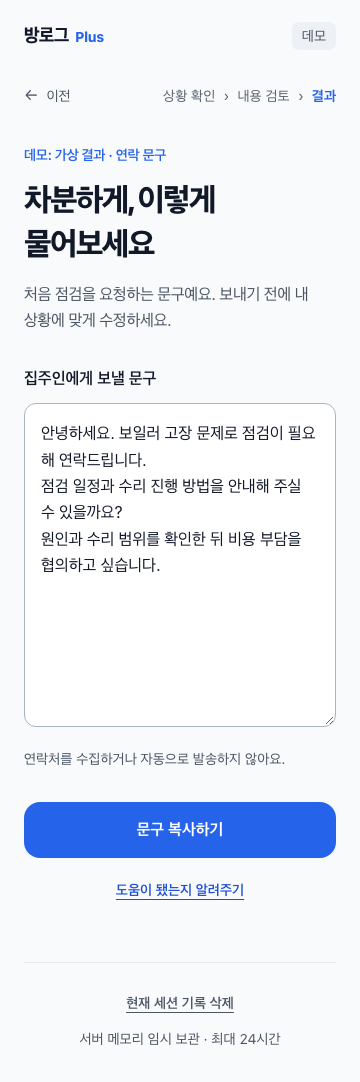 방로그 Plus
데모
← 이전
상황 확인 › 내용 검토 › 결과
데모: 가상 결과 · 연락 문구
차분하게, 이렇게
물어보세요
처음 점검을 요청하는 문구예요. 보내기 전에 내
상황에 맞게 수정하세요.
집주인에게 보낼 문구
안녕하세요. 보일러 고장 문제로 점검이 필요
해 연락드립니다.
점검 일정과 수리 진행 방법을 안내해 주실
수 있을까요?
원인과 수리 범위를 확인한 뒤 비용 부담을
협의하고 싶습니다.
연락처를 수집하거나 자동으로 발송하지 않아요.
문구 복사하기
도움이 됐는지 알려주기
현재 세션 기록 삭제
서버 메모리 임시 보관 · 최대 24시간